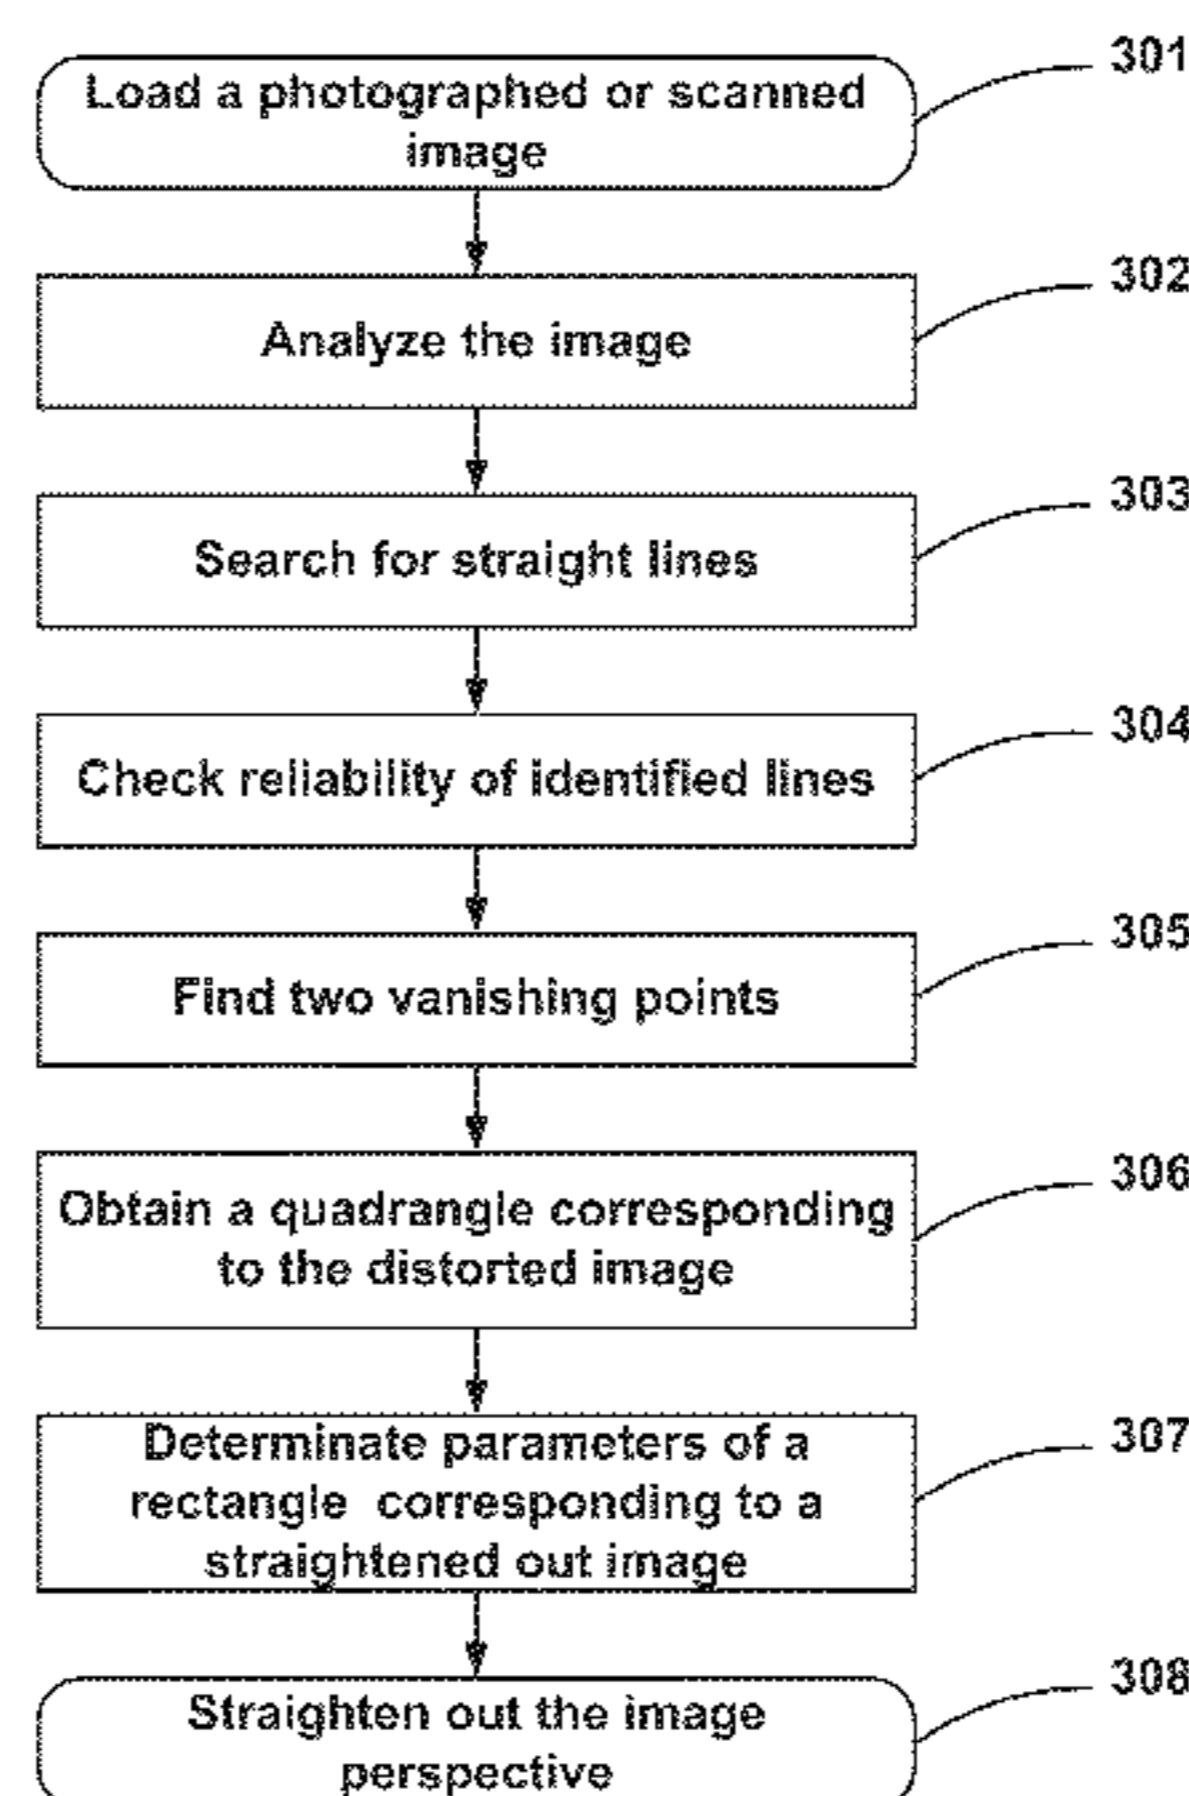 Load a photographed or scanned
image
301
Analyze the image
302
Search for straight lines
303
Check reliability of identified lines
304
Find two vanishing points
305
Obtain a quadrangle corresponding
to the distorted image
306
Determinate parameters of a
rectangle corresponding to a
straightened out image
307
Straighten out the image
perspective
308